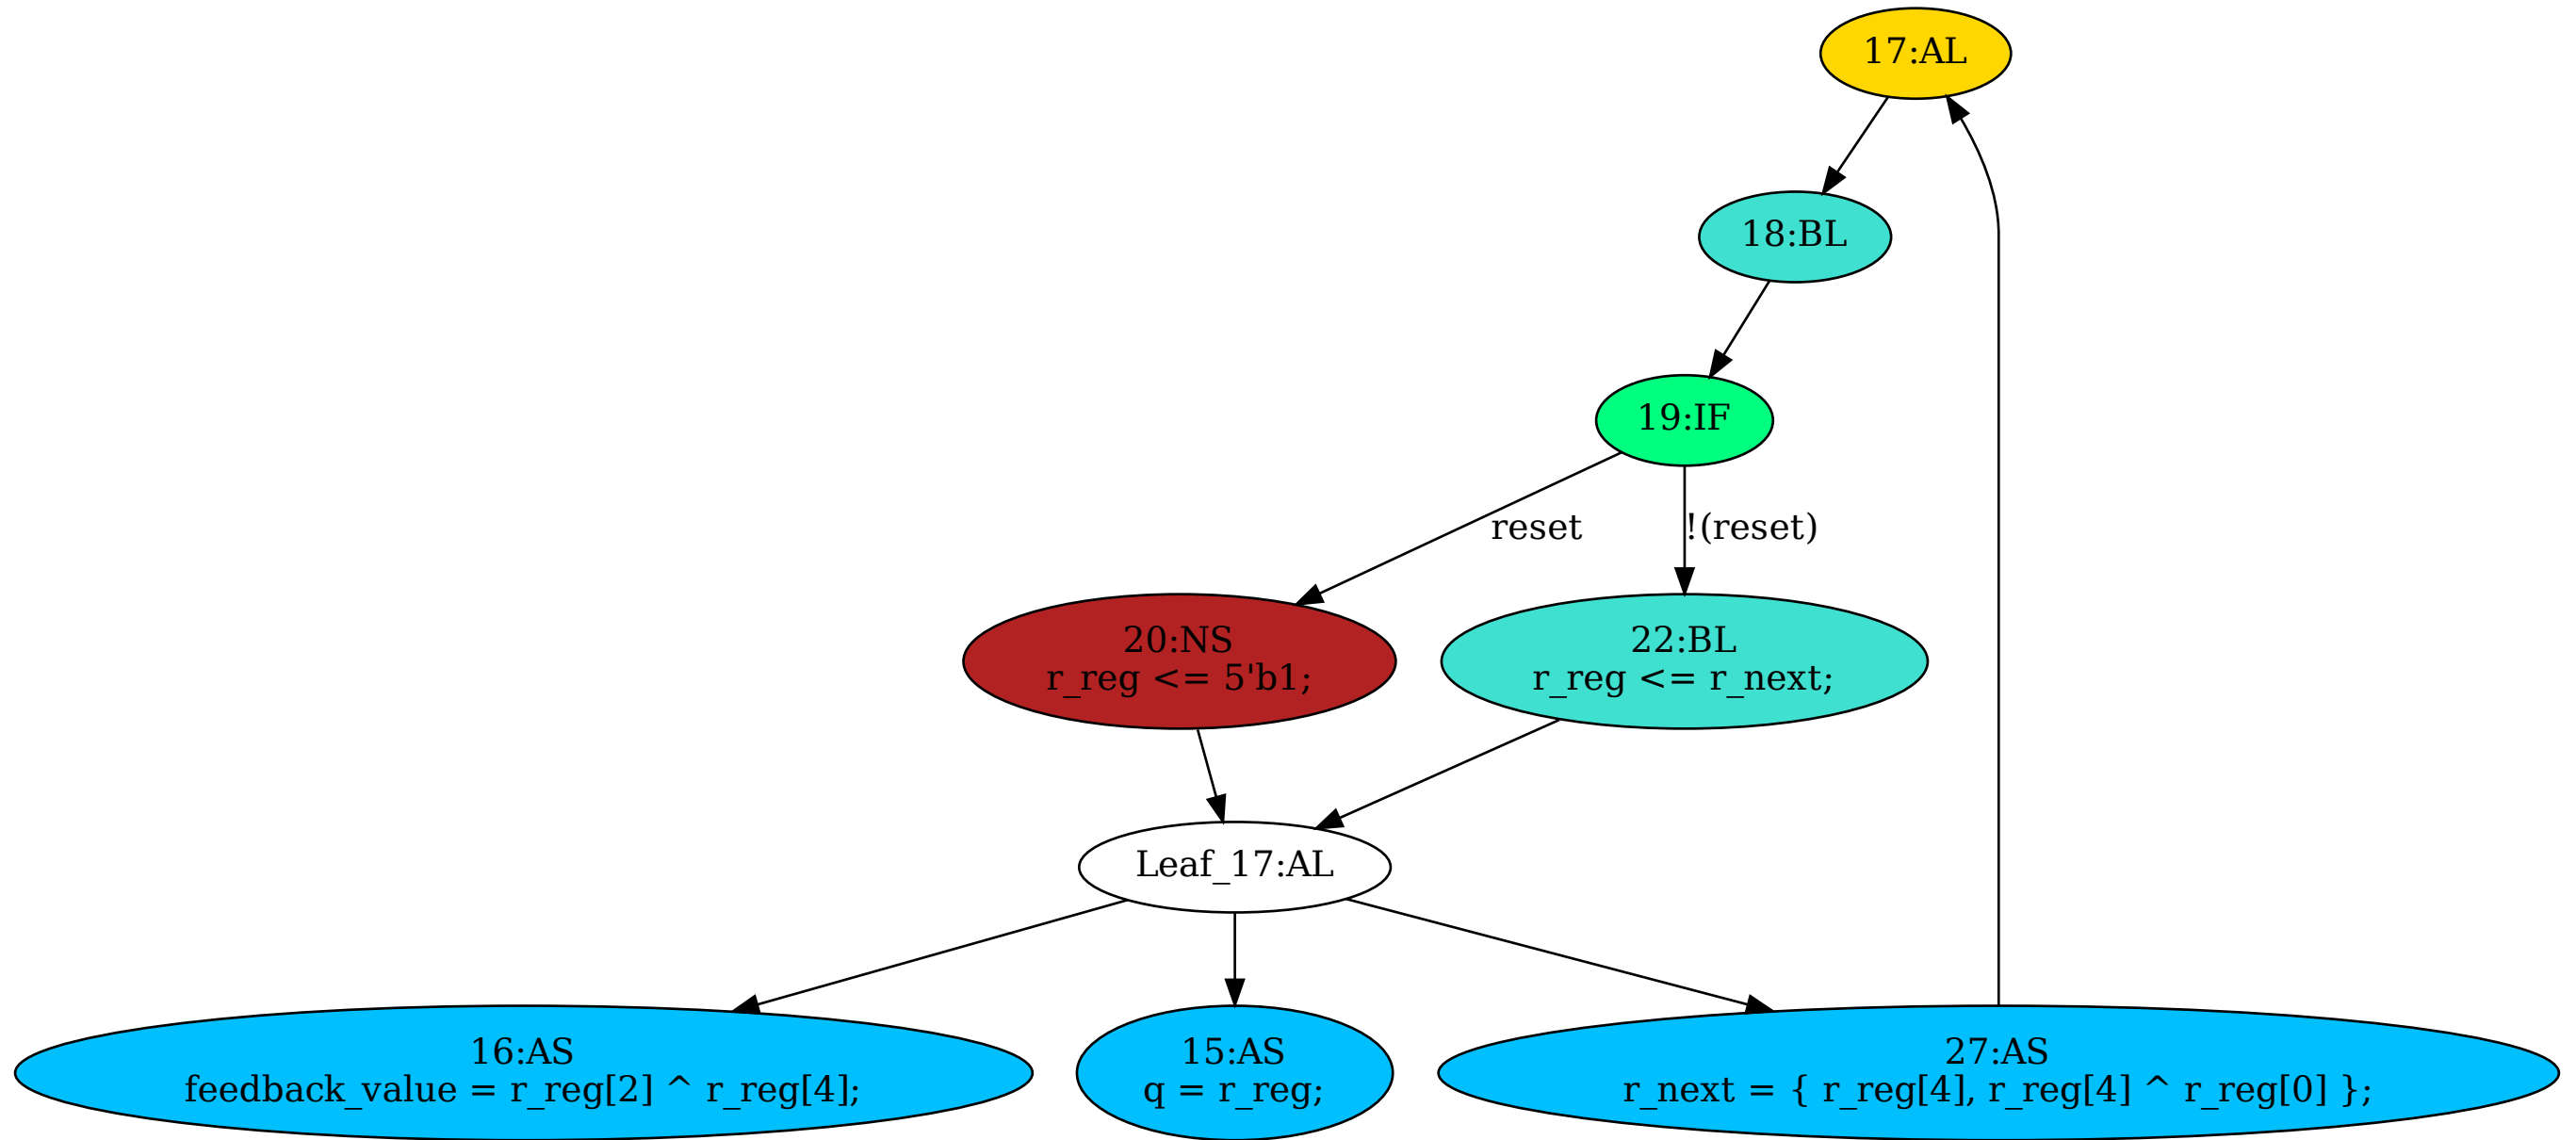 17:AL
18:BL
19:IF
reset
!(reset)
20:NS
r_reg <= 5'b1;
22:BL
r_reg <= r_next;
Leaf_17:AL
16:AS
feedback_value = r_reg[2] ^ r_reg[4];
15:AS
q = r_reg;
27:AS
r_next = { r_reg[4], r_reg[4] ^ r_reg[0] };